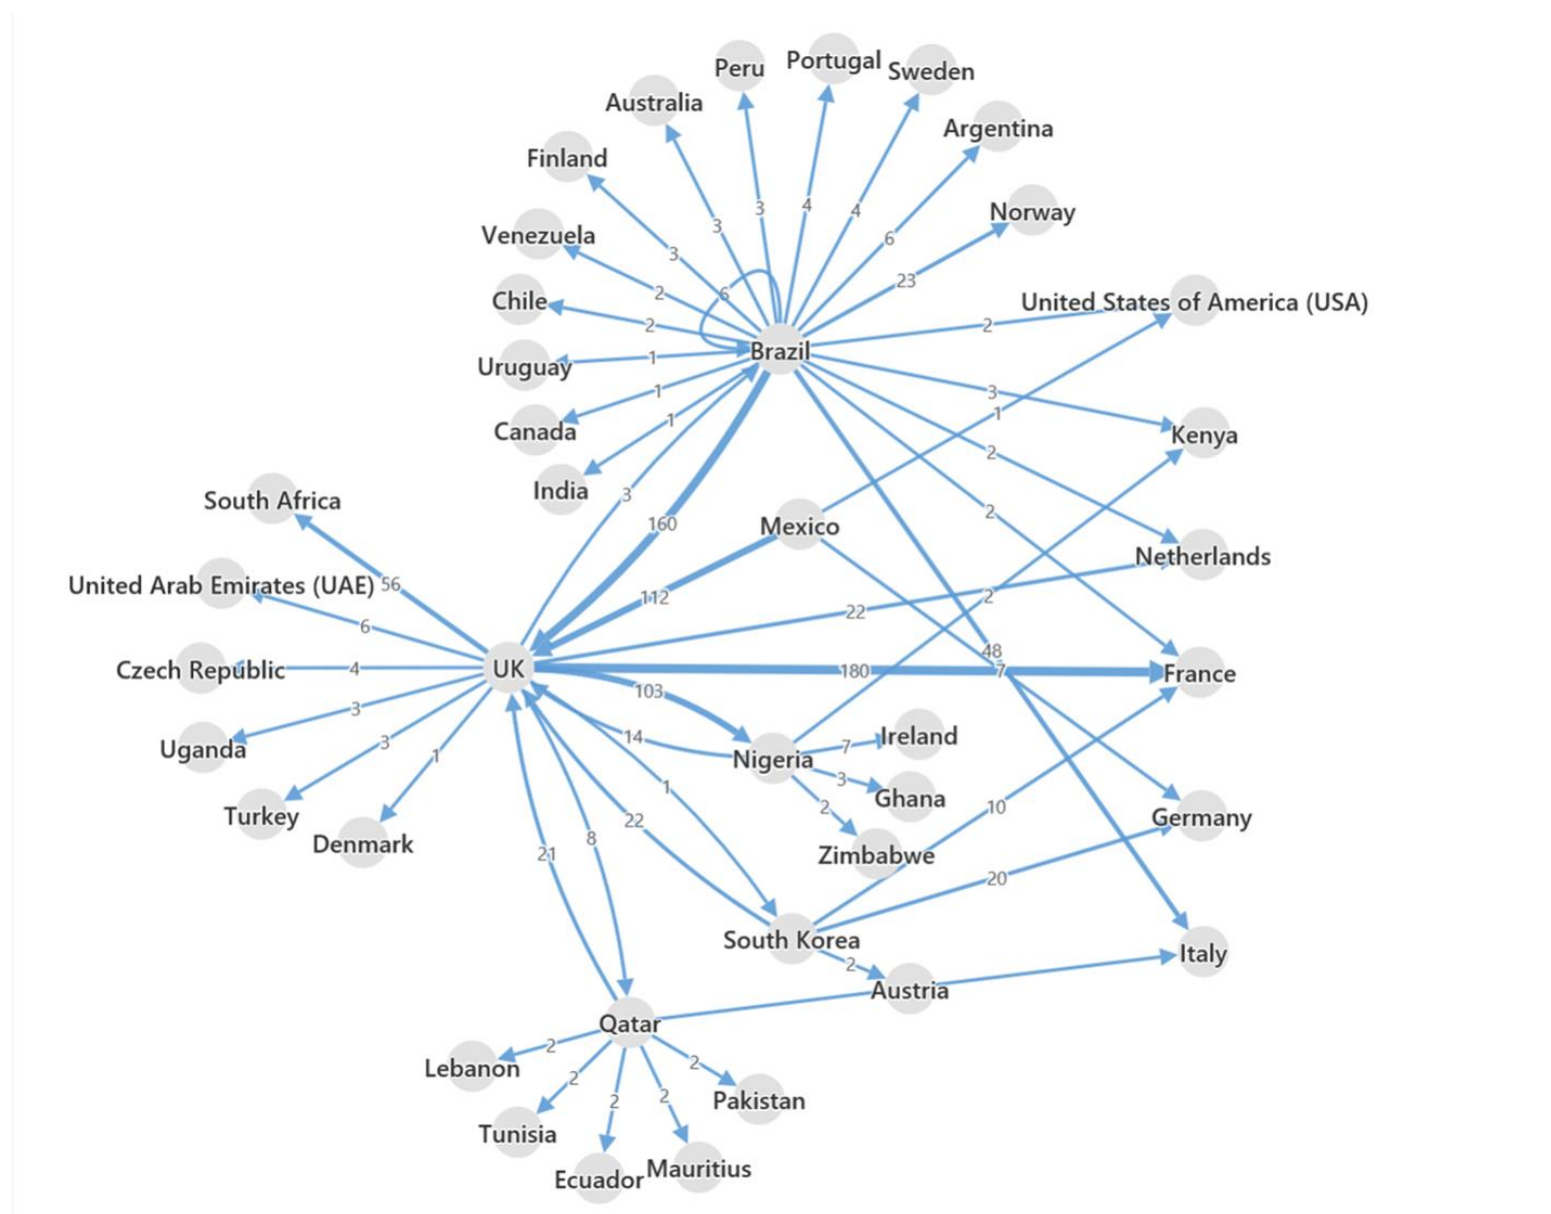 Portugal
Peru
Sweden
Australia
Argentina
Finland
3
4
4
Norway
3
Venezuela
6
3
23
2
6
Chile
United States of America (USA)
2
2
Brazil
1
Uruguay
1
3
1
1
Canada
Kenya
2
India
3
South Africa
2
160
Mexico
Netherlands
United Arab Emirates (UAE)
56
112
2
22
6
48
Czech Republic
4
UK
180
7
France
103
3
14
Ireland
Uganda
3
7
1
Nigeria
3
1
Ghana
2
10
Turkey
22
Germany
Denmark
8
21
Zimbabwe
20
South Korea
Italy
2
Austria
Qatar
2
2
Lebanon
2
2
2
Pakistan
Tunisia
Mauritius
Ecuador